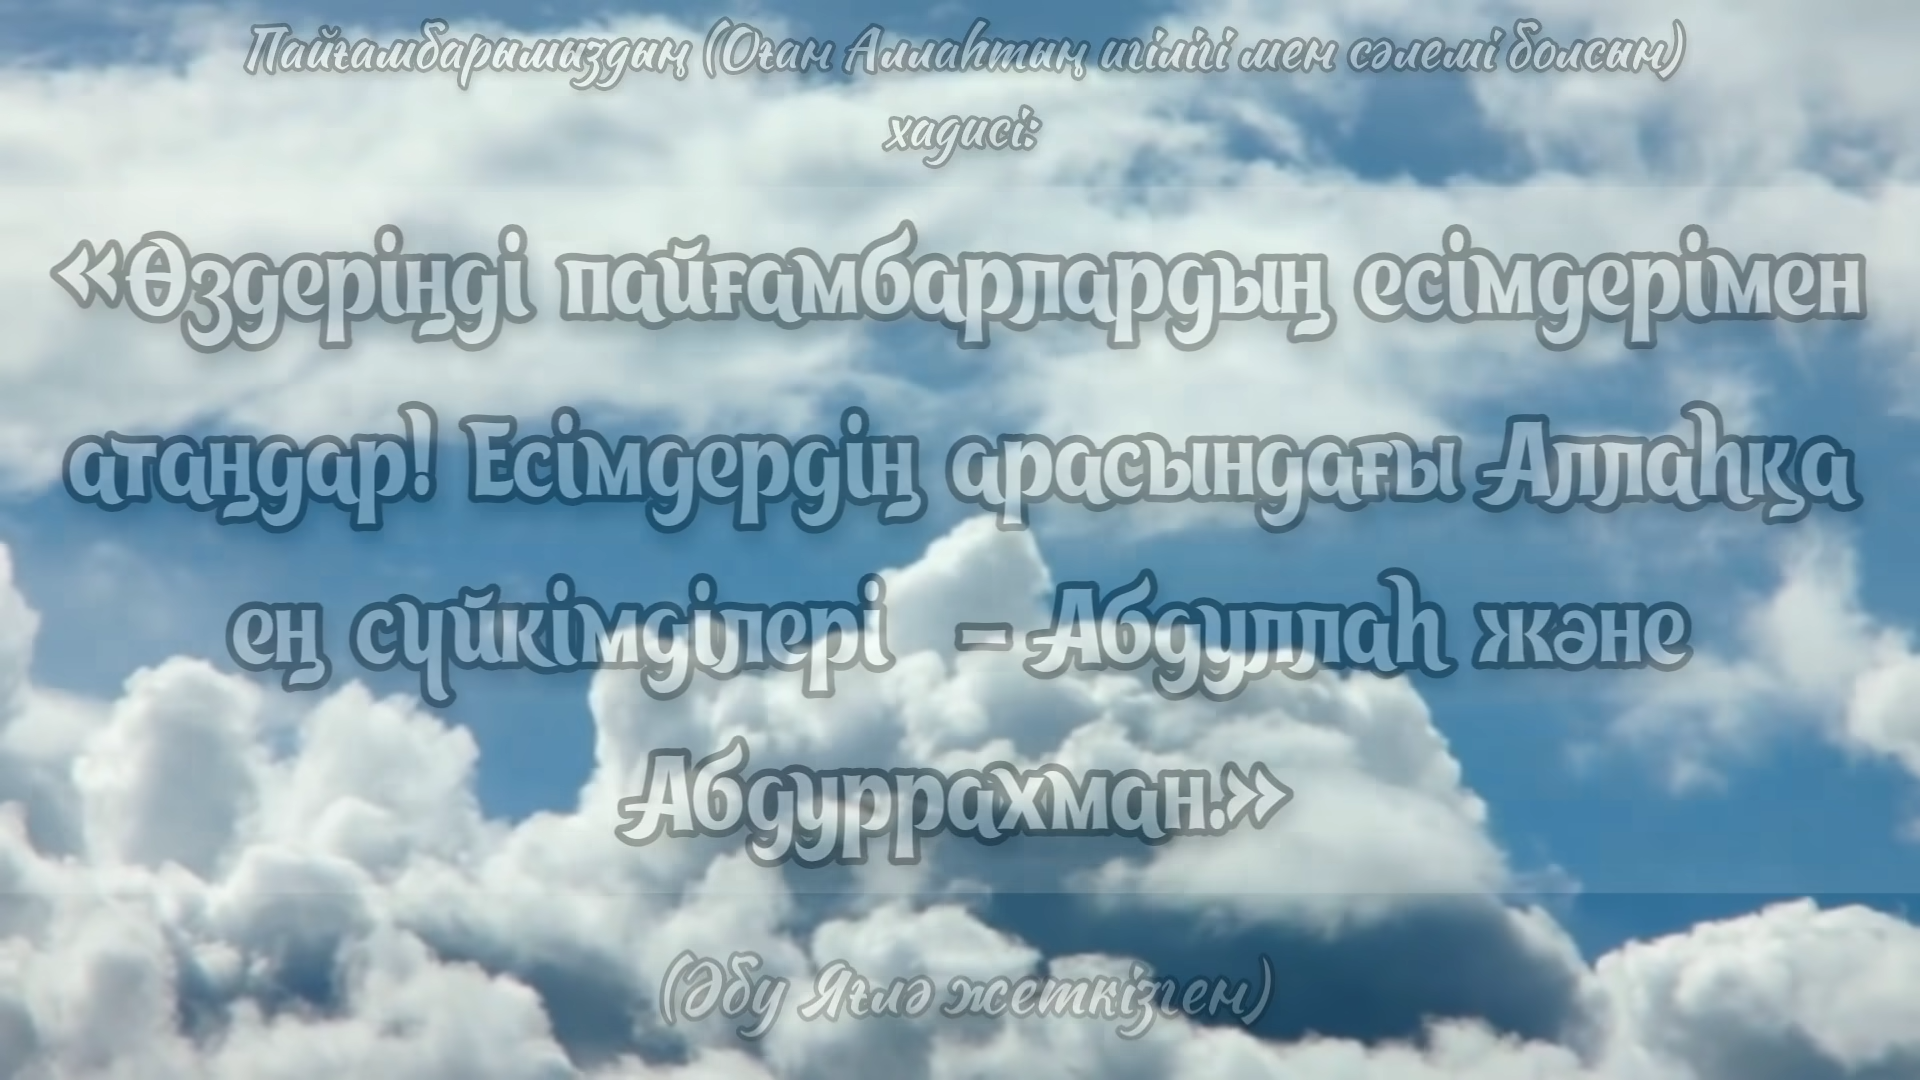 Пайғамбарымыздың (Оған Аллаһтың игілігі мен сәлемі болсын)
хадисі:
«Өздеріңді пайғамбарлардың есімдерімен
атаңдар! Есімдердің арасындағы Аллаһқа
ең сүйкімділері – Абдуллаһ және
Абдуррахман.»
(Әбу Яғлә жеткізген)